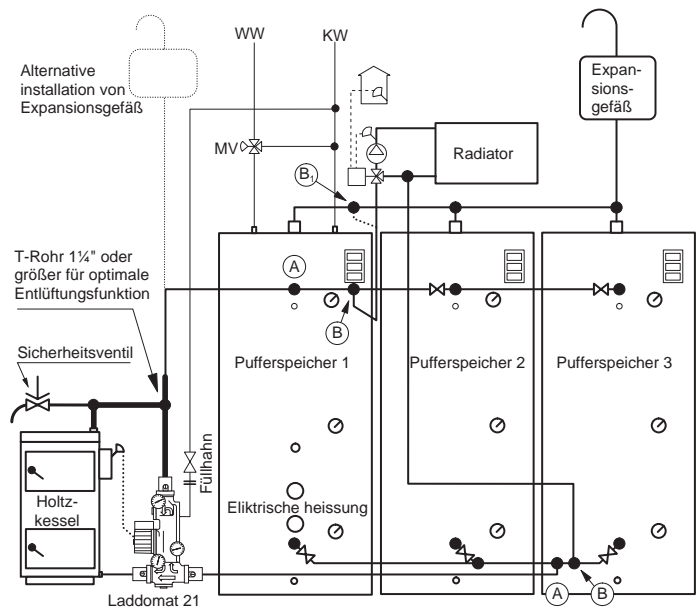 WW
KW
Alternative
installation von
Expansionsgefäß
Expan-
sions-
gefäß
MV
Radiator
B₁
T-Rohr 1¼" oder
größer für optimale
Entlüftungsfunktion
A
B
Sicherheitsventil
Pufferspeicher 1
Pufferspeicher 2
Pufferspeicher 3
Füllhahn
Holtz-
kessel
Eliktrische heissung
A
B
Laddomat 21